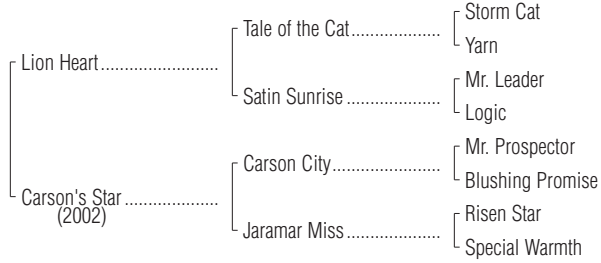 Storm Cat
Tale of the Cat
Yarn
Lion Heart
Mr. Leader
Satin Sunrise
Logic
Mr. Prospector
Carson City
Blushing Promise
Carson's Star
(2002)
Risen Star
Jaramar Miss
Special Warmth